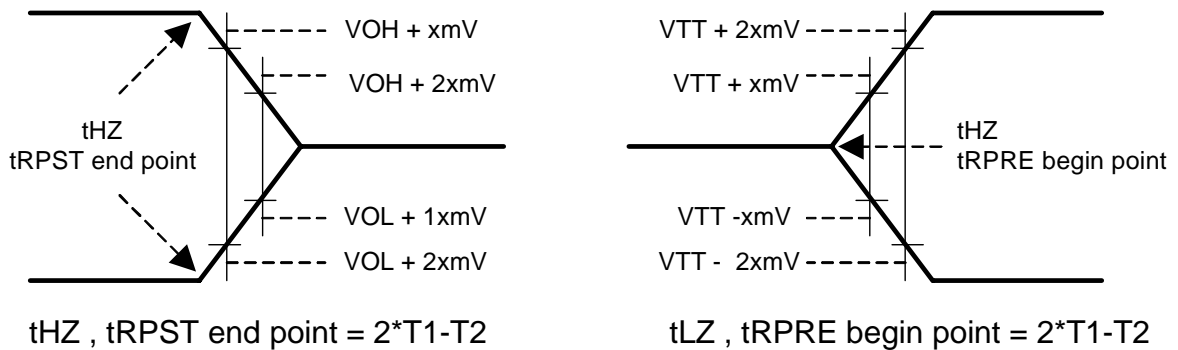 VOH + xmV
VOH + 2xmV
tHZ
tRPST end point
VOL + 1xmV
VOL + 2xmV
tHZ , tRPST end point = 2*T1-T2
VTT + 2xmV
VTT + xmV
tHZ
tRPRE begin point
VTT -xmV
VTT - 2xmV
tLZ , tRPRE begin point = 2*T1-T2